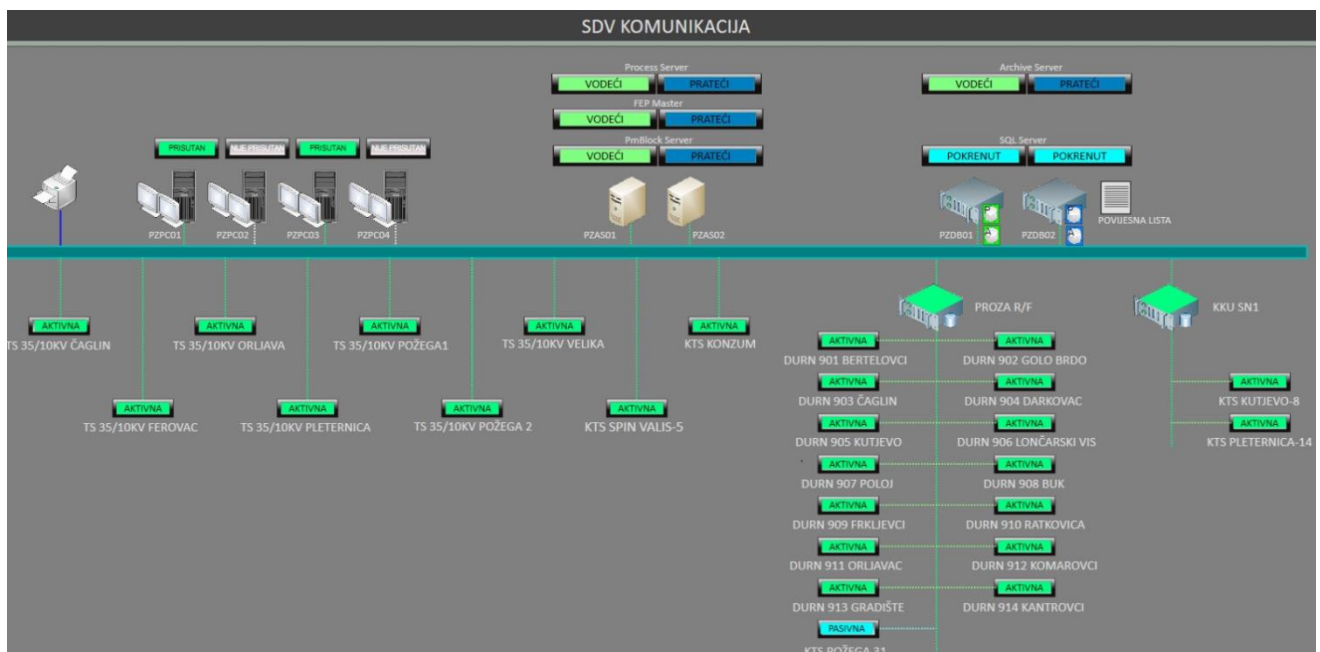 SDV KOMUNIKACIJA
Process Server
VODEĆI PRATEĆI
FEP Master
VODEĆI PRATEĆI
PmBlock Server
VODEĆI PRATEĆI
Archive Server
VODEĆI PRATEĆI
SQL Server
POKRENUT POKRENUT
PRISUTAN NIJE PRISUTAN PRISUTAN NIJE PRISUTAN
PZPC01 PZPC02 PZPC03 PZPC04
PZAS01 PZAS02
PZDB01 PZDB02
POVIJESNA LISTA
AKTIVNA AKTIVNA AKTIVNA AKTIVNA AKTIVNA
TS 35/10KV ČAGLIN TS 35/10KV ORLJAVA TS 35/10KV POŽEGA1 TS 35/10KV VELIKA KTS KONZUM
AKTIVNA AKTIVNA AKTIVNA AKTIVNA
TS 35/10KV FEROVAC TS 35/10KV PLETERNICA TS 35/10KV POŽEGA 2 KTS SPIN VALIS-5
PROZA R/F
AKTIVNA AKTIVNA
DURN 901 BERTELOVCI DURN 902 GOLO BRDO
AKTIVNA AKTIVNA
DURN 903 ČAGLIN DURN 904 DARKOVAC
AKTIVNA AKTIVNA
DURN 905 KUTJEVO DURN 906 LONČARSKI VIS
AKTIVNA AKTIVNA
DURN 907 POLOJ DURN 908 BUK
AKTIVNA AKTIVNA
DURN 909 FRKLJEVCI DURN 910 RATKOVICA
AKTIVNA AKTIVNA
DURN 911 ORLJAVAC DURN 912 KOMAROVCI
AKTIVNA AKTIVNA
DURN 913 GRADIŠTE DURN 914 KANTROVCI
PASIVNA
KTS POŽEGA 31
KKU SN1
AKTIVNA
KTS KUTJEVO-8
AKTIVNA
KTS PLETERNICA-14